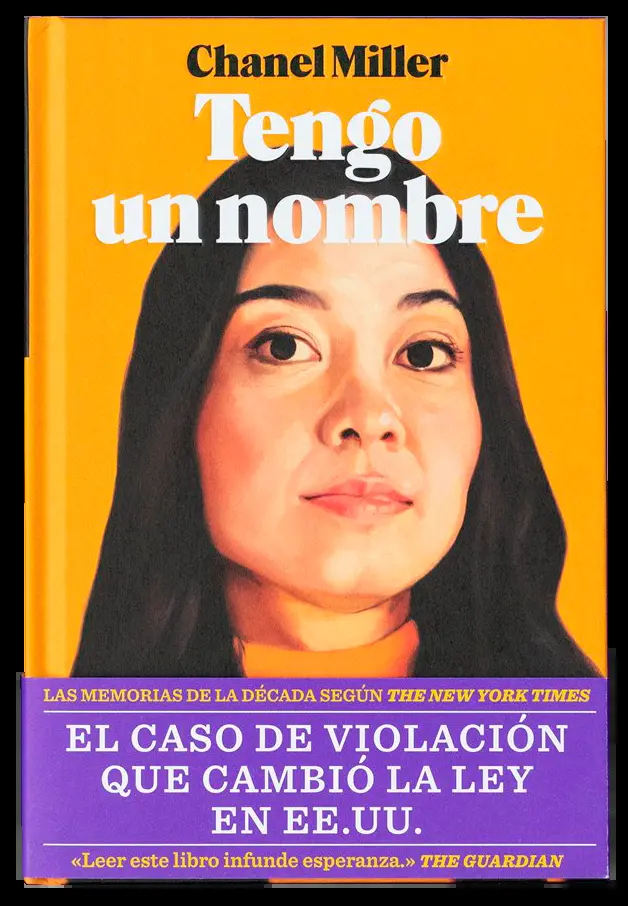 Chanel Miller
Tengo
un nombre
LAS MEMORIAS DE LA DÉCADA SEGÚN THE NEW YORK TIMES
EL CASO DE VIOLACIÓN
QUE CAMBIÓ LA LEY
EN EE.UU.
«Leer este libro infunde esperanza.» THE GUARDIAN